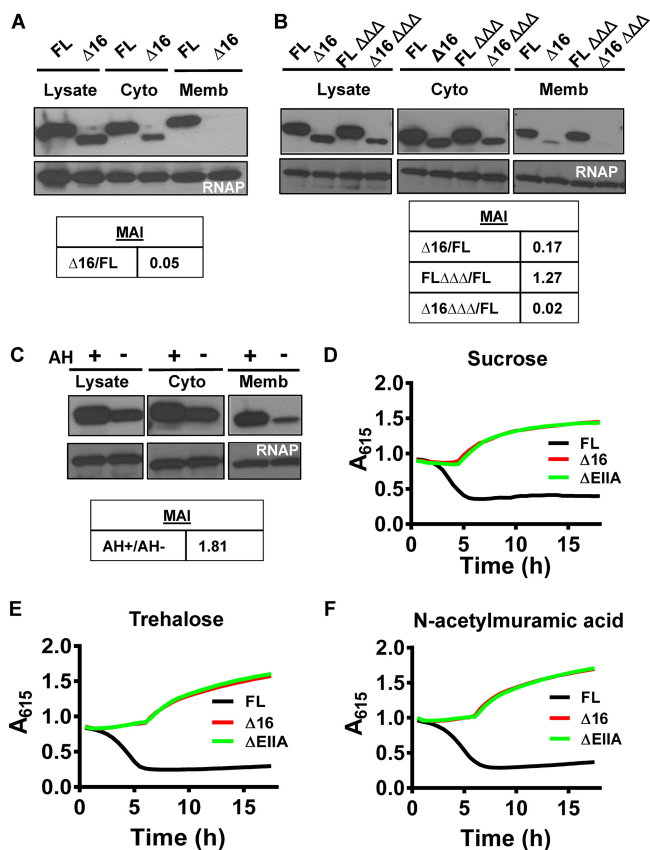 A
FL Δ16 FL Δ16 FL Δ16
Lysate Cyto Memb
RNAP
MAI
Δ16/FL 0.05
B
FL Δ16 FL ΔΔΔ Δ16 ΔΔΔ FL Δ16 FL ΔΔΔ Δ16 ΔΔΔ FL Δ16 FL ΔΔΔ Δ16 ΔΔΔ
Lysate Cyto Memb
RNAP
MAI
Δ16/FL 0.17
FLΔΔΔ/FL 1.27
Δ16ΔΔΔ/FL 0.02
C
AH + - + - + -
Lysate Cyto Memb
RNAP
MAI
AH+/AH- 1.81
D
Sucrose
2.0
1.5
1.0
0.5
0.0
A615
FL
Δ16
ΔEIIA
0 5 10 15
Time (h)
E
Trehalose
2.0
1.5
1.0
0.5
0.0
A615
FL
Δ16
ΔEIIA
0 5 10 15
Time (h)
F
N-acetylmuramic acid
2.0
1.5
1.0
0.5
0.0
A615
FL
Δ16
ΔEIIA
0 5 10 15
Time (h)